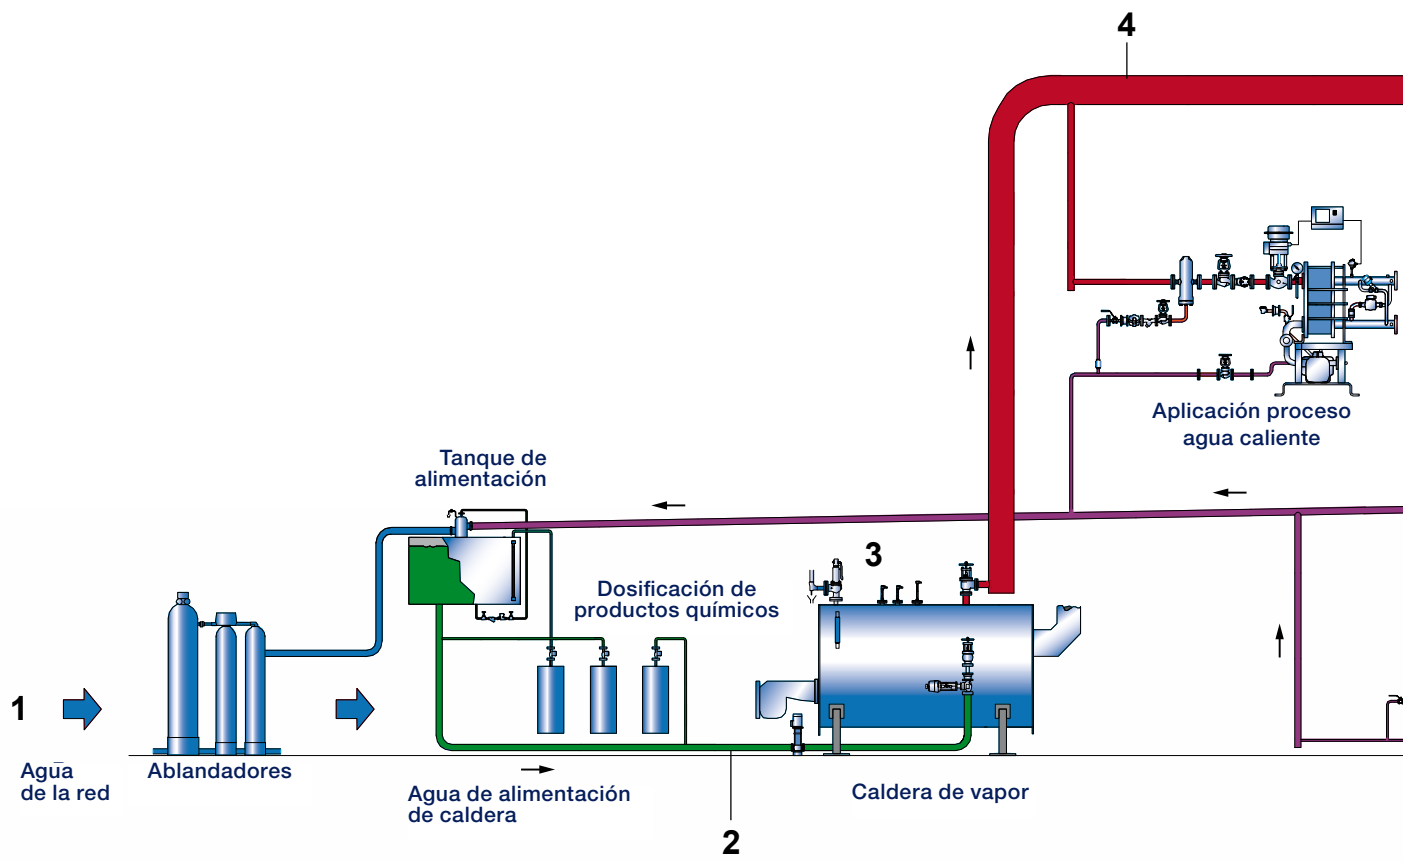 4
Aplicación proceso
agua caliente
Tanque de
alimentación
3
Dosificación de
productos químicos
1
Agua
de la red
Ablandadores
Agua de alimentación
de caldera
Caldera de vapor
2